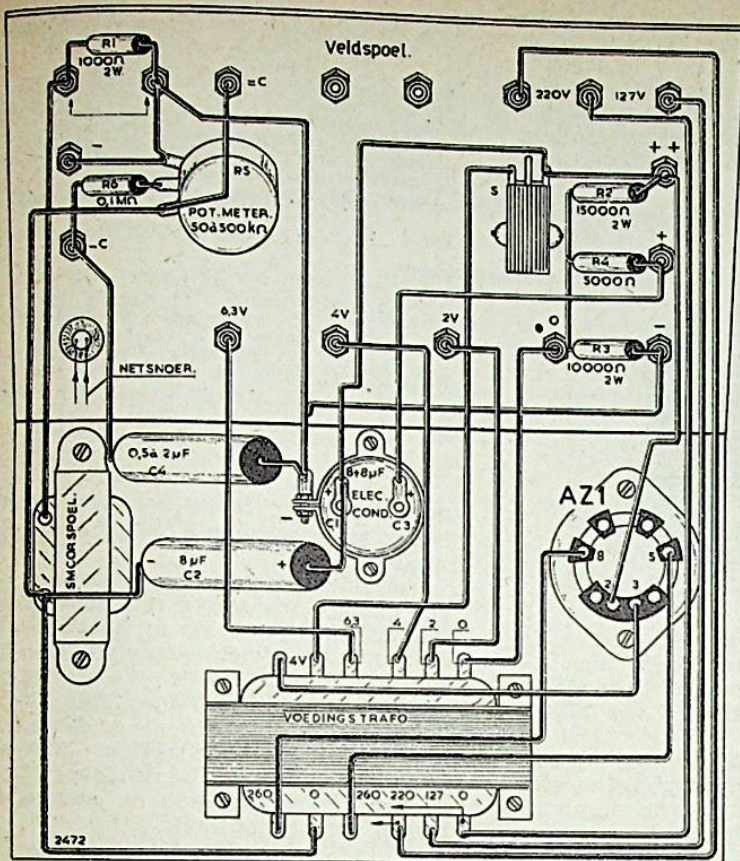 Veldspoel.
R1
1000Ω
2W.
=C
220V
127V
-
++
R5
R6
0,1MΩ
POT. METER.
50à500kΩ
S
R2
15000Ω
2W
-C
R4
+
5000Ω
6,3V
4V
2V
0
-
R3
10000Ω
2W
NETSNOER.
0,5à 2µF
C4
8+8µF
ELEC.
COND.
+
+
-
C1
C3
AZ1
SMOORSPOEL.
-
8µF
C2
+
8
5
2
3
4V
6,3
4
2
0
VOEDINGSTRAFO
260
0
260
220
127
0
2472